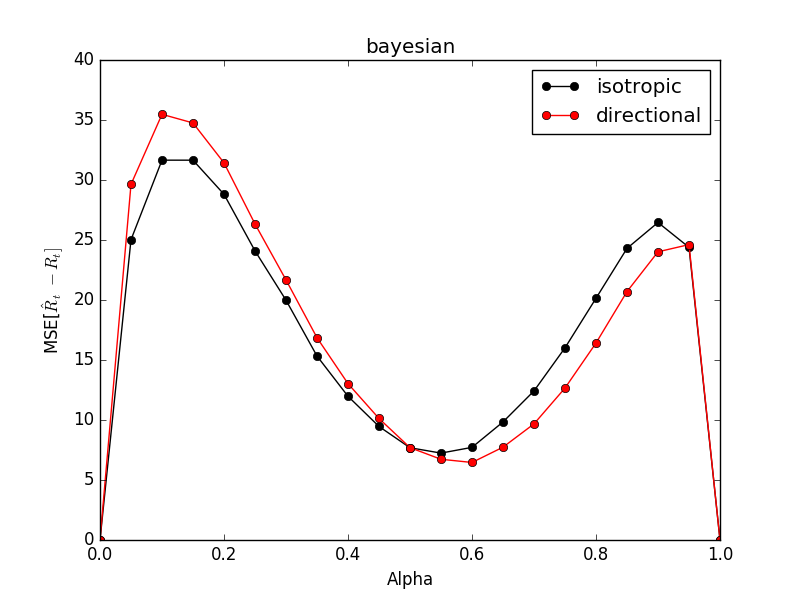 bayesian
isotropic
directional
40
35
30
25
20
15
10
5
0
MSE[R̂_t − R_t]
0.0 0.2 0.4 0.6 0.8 1.0
Alpha